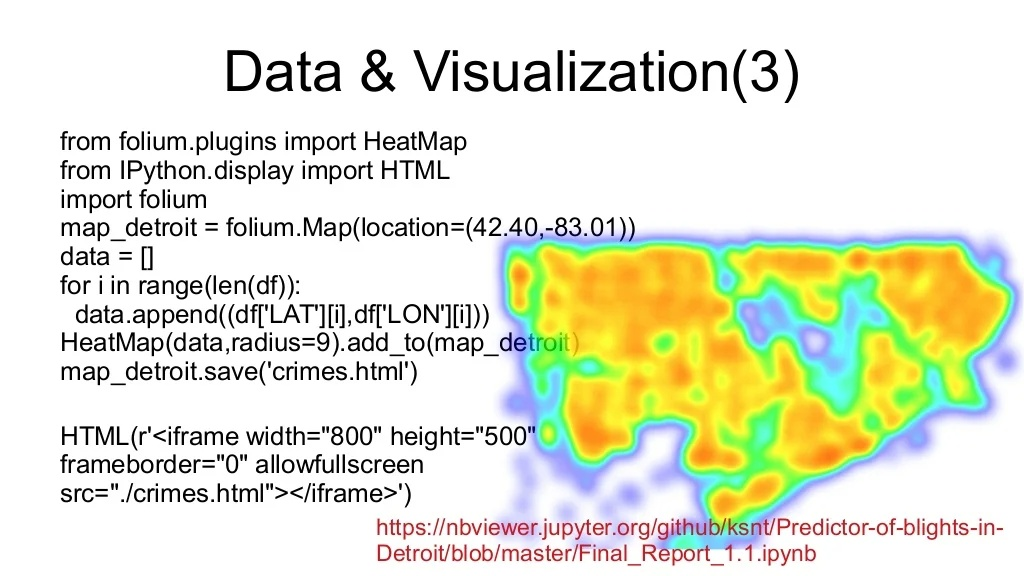 Data & Visualization(3)
from folium.plugins import HeatMap
from IPython.display import HTML
import folium
map_detroit = folium.Map(location=(42.40,-83.01))
data = []
for i in range(len(df)):
  data.append((df['LAT'][i],df['LON'][i]))
HeatMap(data,radius=9).add_to(map_detroit)
map_detroit.save('crimes.html')
HTML(r'<iframe width="800" height="500"
frameborder="0" allowfullscreen
src="./crimes.html"></iframe>')
https://nbviewer.jupyter.org/github/ksnt/Predictor-of-blights-in-
Detroit/blob/master/Final_Report_1.1.ipynb